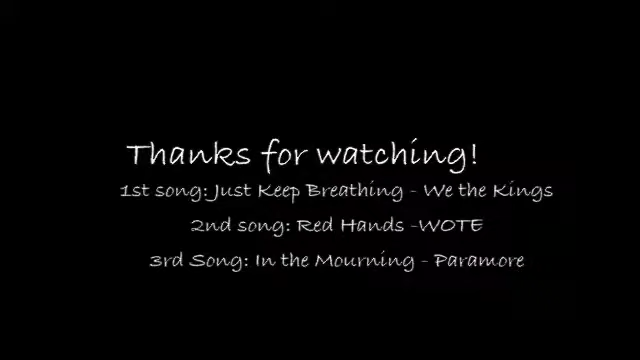 Thanks for watching!
1st song: Just Keep Breathing - We the Kings
2nd song: Red Hands -WOTE
3rd Song: In the Mourning - Paramore